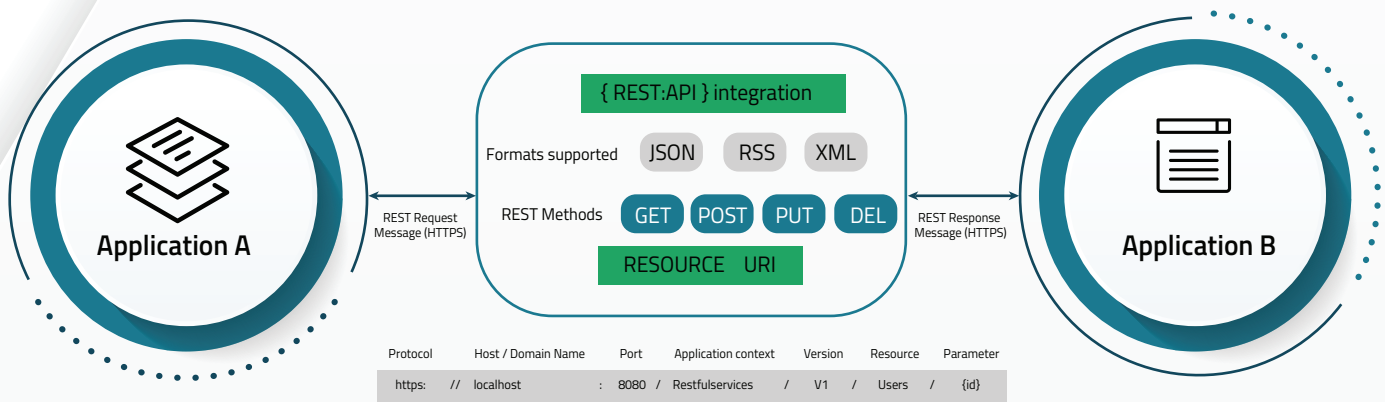 { REST:API } integration
Formats supported JSON RSS XML
REST Methods GET POST PUT DEL
RESOURCE URI
Application A
REST Request
Message (HTTPS)
REST Response
Message (HTTPS)
Application B
Protocol Host / Domain Name Port Application context Version Resource Parameter
https: // localhost : 8080 / Restfulservices / V1 / Users / {id}